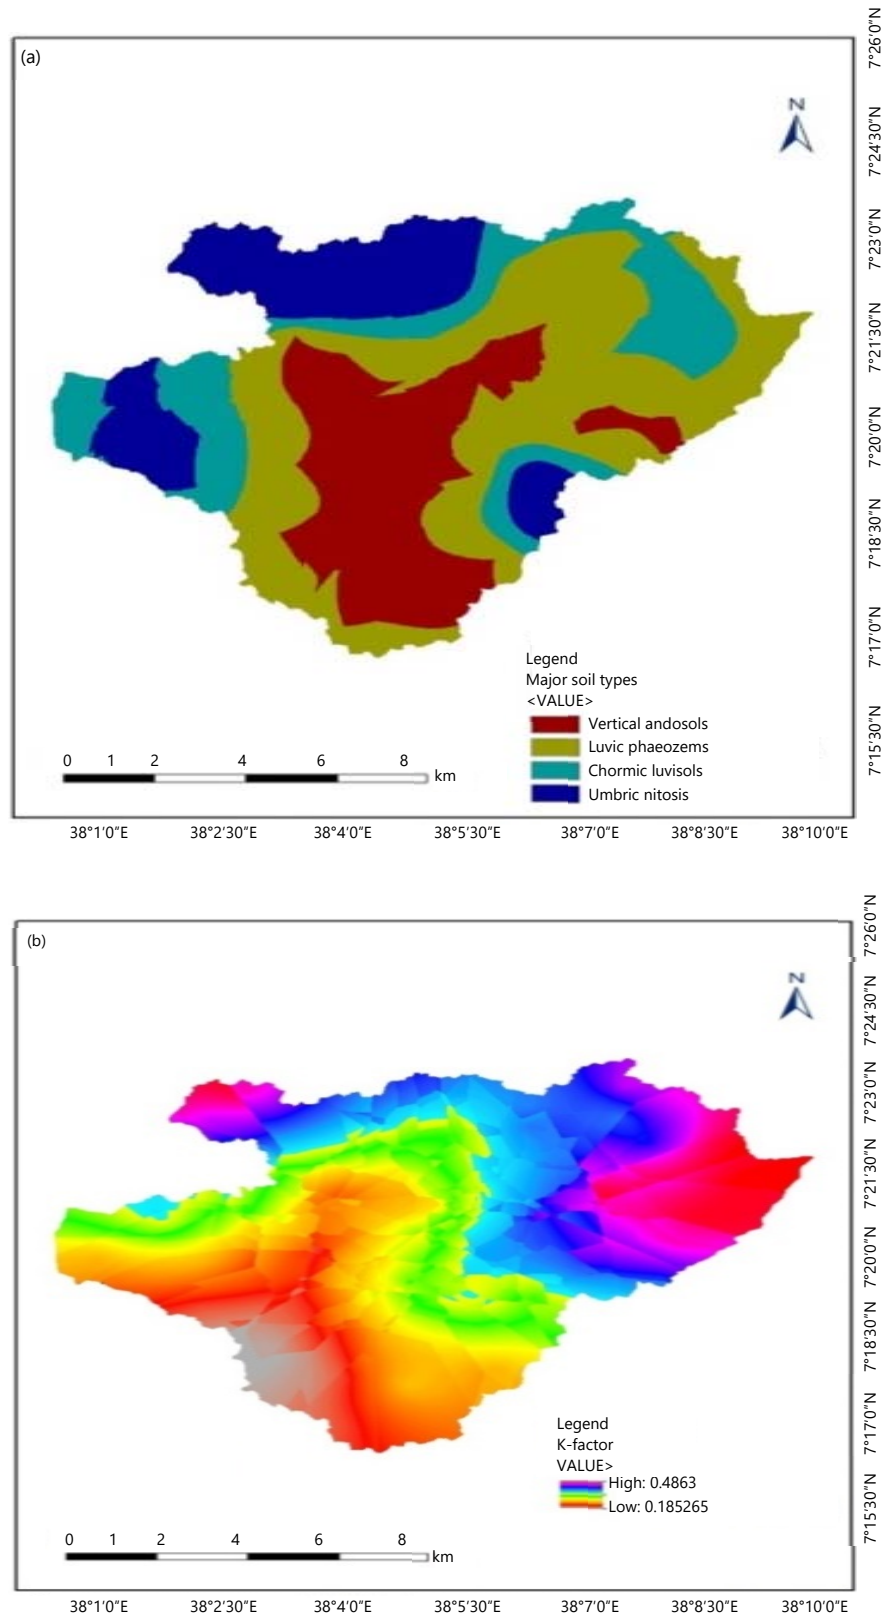 (a)
N
7°26'0"N
7°24'30"N
7°23'0"N
7°21'30"N
7°20'0"N
7°18'30"N
7°17'0"N
7°15'30"N
Legend
Major soil types
<VALUE>
Vertical andosols
Luvic phaeozems
Chormic luvisols
Umbric nitosis
0 1 2 4 6 8
km
38°1'0"E 38°2'30"E 38°4'0"E 38°5'30"E 38°7'0"E 38°8'30"E 38°10'0"E
(b)
N
7°26'0"N
7°24'30"N
7°23'0"N
7°21'30"N
7°20'0"N
7°18'30"N
7°17'0"N
7°15'30"N
Legend
K-factor
VALUE>
High: 0.4863
Low: 0.185265
0 1 2 4 6 8
km
38°1'0"E 38°2'30"E 38°4'0"E 38°5'30"E 38°7'0"E 38°8'30"E 38°10'0"E